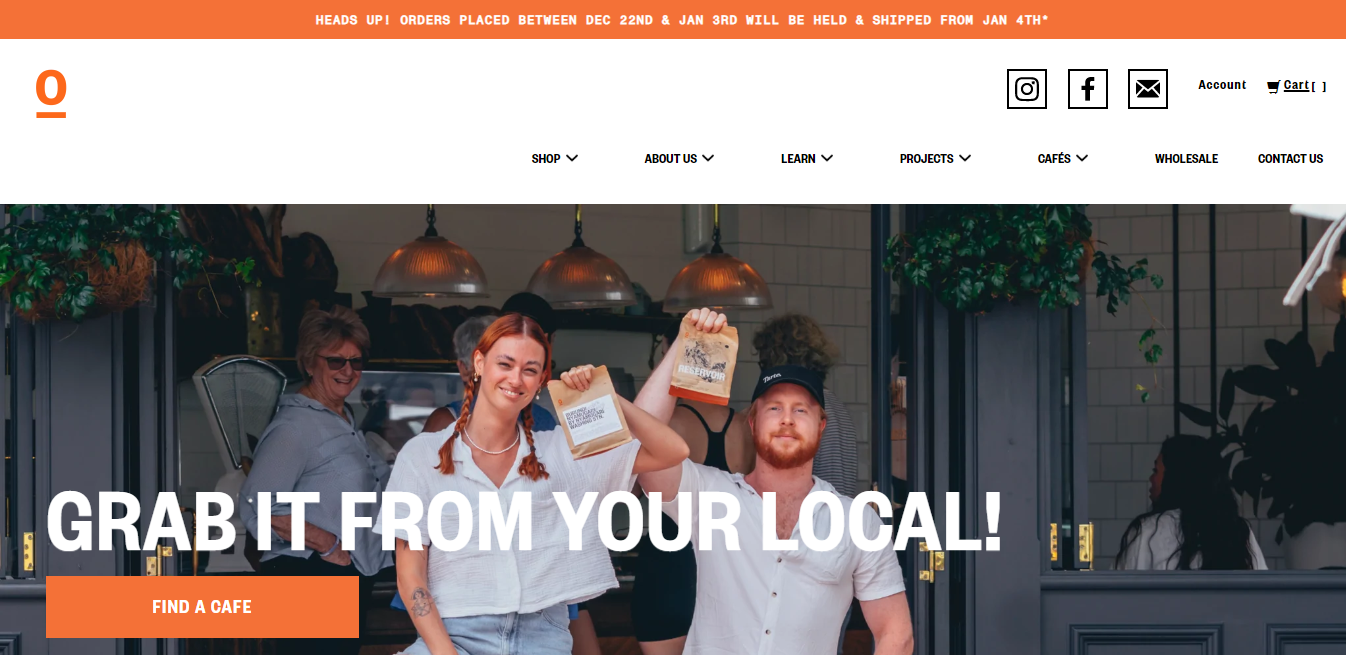 HEADS UP! ORDERS PLACED BETWEEN DEC 22ND & JAN 3RD WILL BE HELD & SHIPPED FROM JAN 4TH*
O
Account
Cart [ ]
SHOP
ABOUT US
LEARN
PROJECTS
CAFÉS
WHOLESALE
CONTACT US
RESERVOIR
GRAB IT FROM YOUR LOCAL!
FIND A CAFE